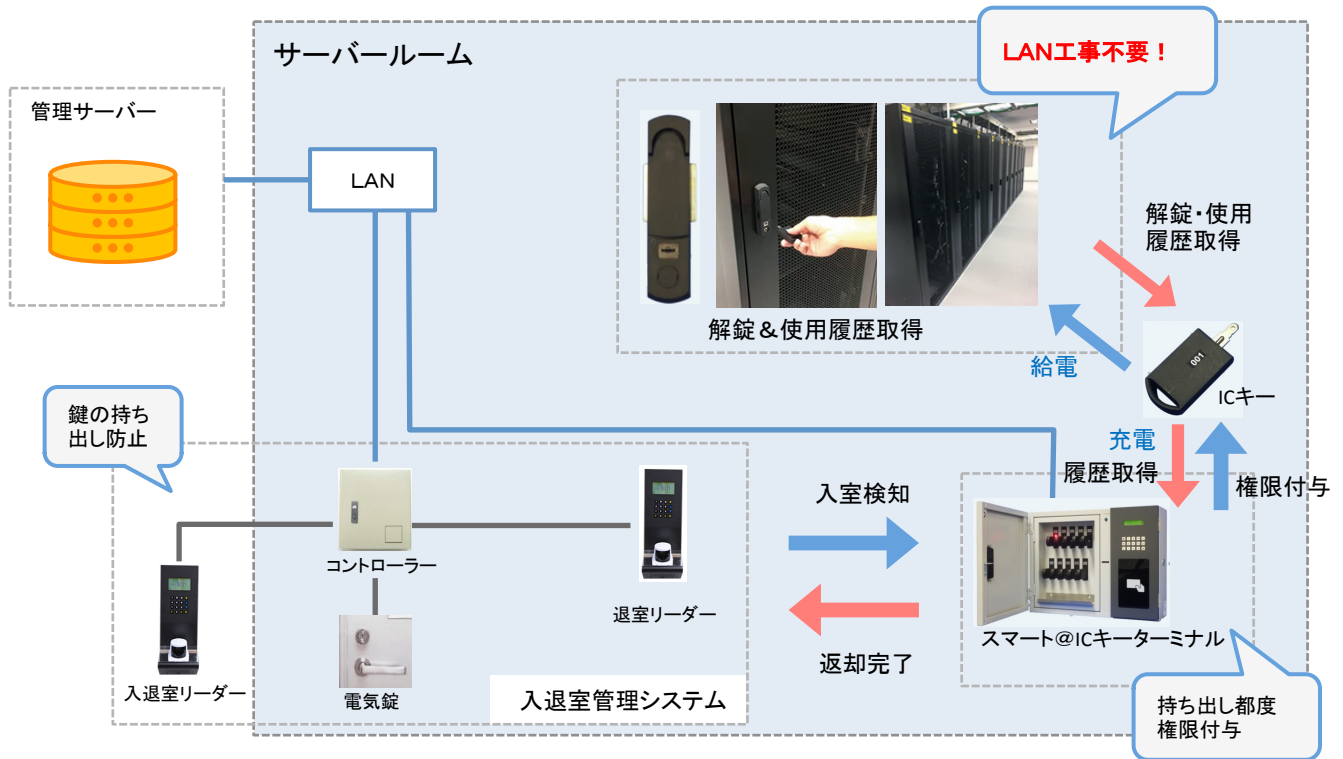 サーバールーム
LAN工事不要！
管理サーバー
LAN
解錠・使用
履歴取得
解錠＆使用履歴取得
給電
001
ICキー
鍵の持ち
出し防止
充電
履歴取得
権限付与
入室検知
コントローラー
退室リーダー
スマート@ICキーターミナル
返却完了
入退室リーダー
電気錠
入退室管理システム
持ち出し都度
権限付与